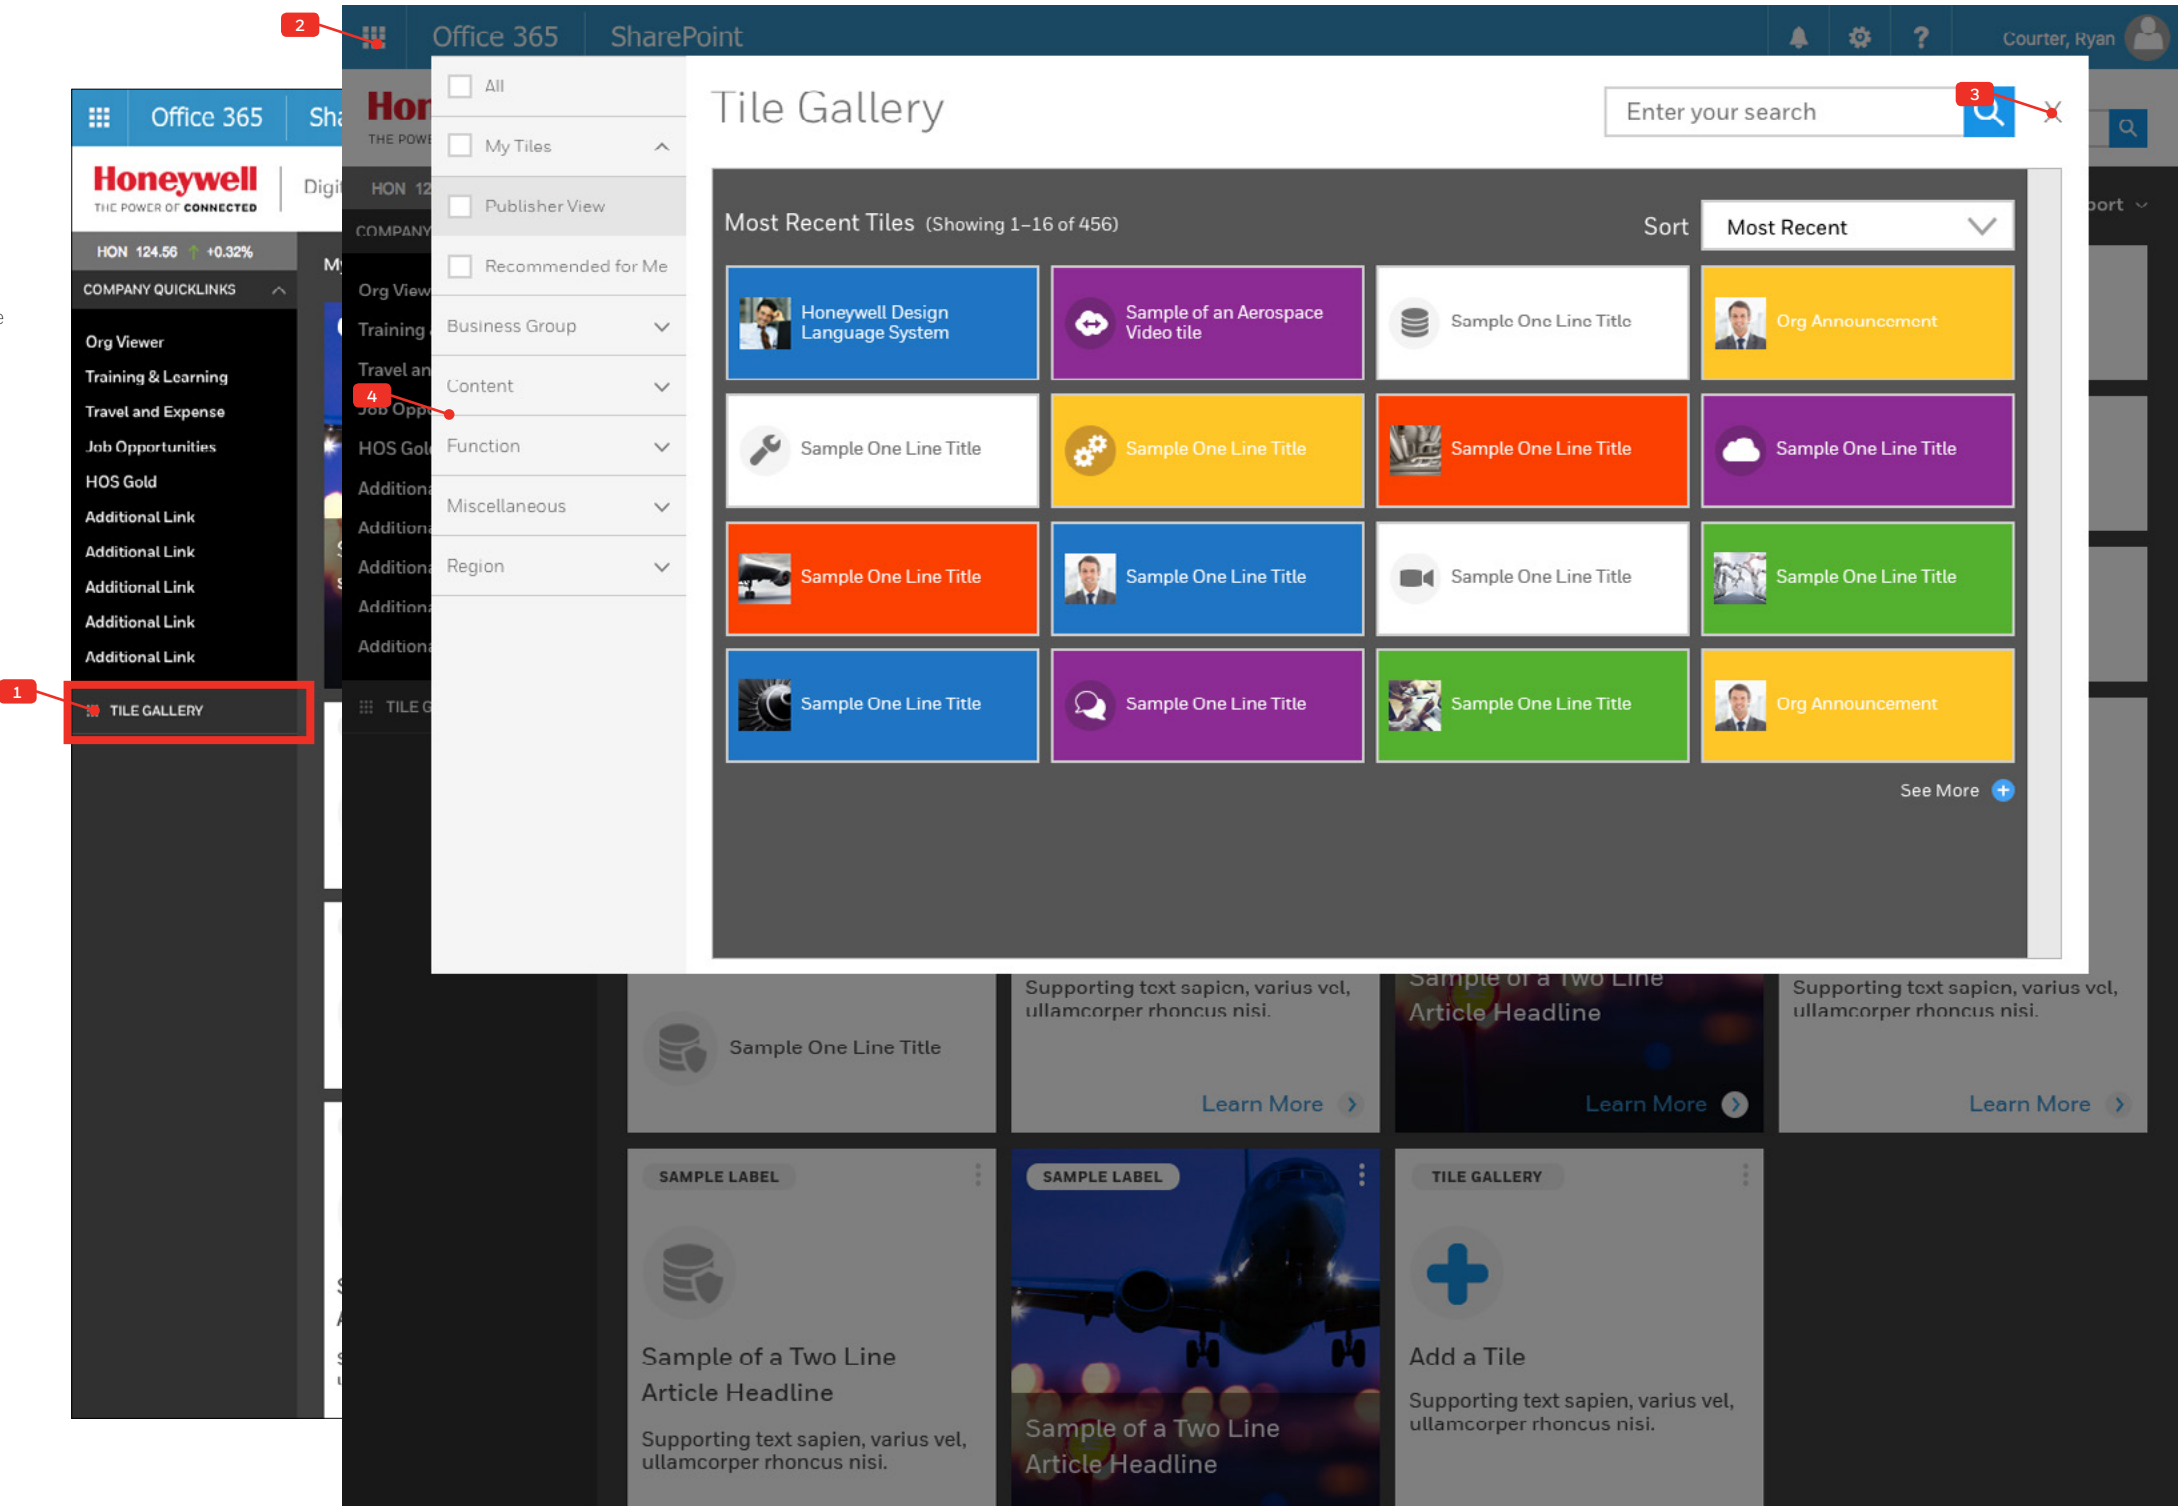 2
Office 365
SharePoint
?
Courter, Ryan
Office 365
Honeywell
THE POWER OF CONNECTED
HON 124.56 ↑ +0.32%
COMPANY QUICKLINKS
Org Viewer
Training & Learning
Travel and Expense
Job Opportunities
HOS Gold
Additional Link
Additional Link
Additional Link
Additional Link
Additional Link
1
TILE GALLERY
HON
COMPANY
Training
4
All
My Tiles
Publisher View
Recommended for Me
Business Group
Content
Function
Miscellaneous
Region
Tile Gallery
Enter your search
3
X
Most Recent Tiles (Showing 1–16 of 456)
Sort
Most Recent
Honeywell Design
Language System
Sample of an Aerospace
Video tile
Sample One Line Title
Org Announcement
Sample One Line Title
Sample One Line Title
Sample One Line Title
Sample One Line Title
Sample One Line Title
Sample One Line Title
Sample One Line Title
Sample One Line Title
Sample One Line Title
Sample One Line Title
Sample One Line Title
Org Announcement
See More
Sample One Line Title
Supporting text sapien, varius vel,
ullamcorper rhoncus nisi.
Learn More
Sample of a Two Line
Article Headline
Learn More
Supporting text sapien, varius vel,
ullamcorper rhoncus nisi.
Learn More
SAMPLE LABEL
Sample of a Two Line
Article Headline
Supporting text sapien, varius vel,
ullamcorper rhoncus nisi.
SAMPLE LABEL
Sample of a Two Line
Article Headline
TILE GALLERY
Add a Tile
Supporting text sapien, varius vel,
ullamcorper rhoncus nisi.